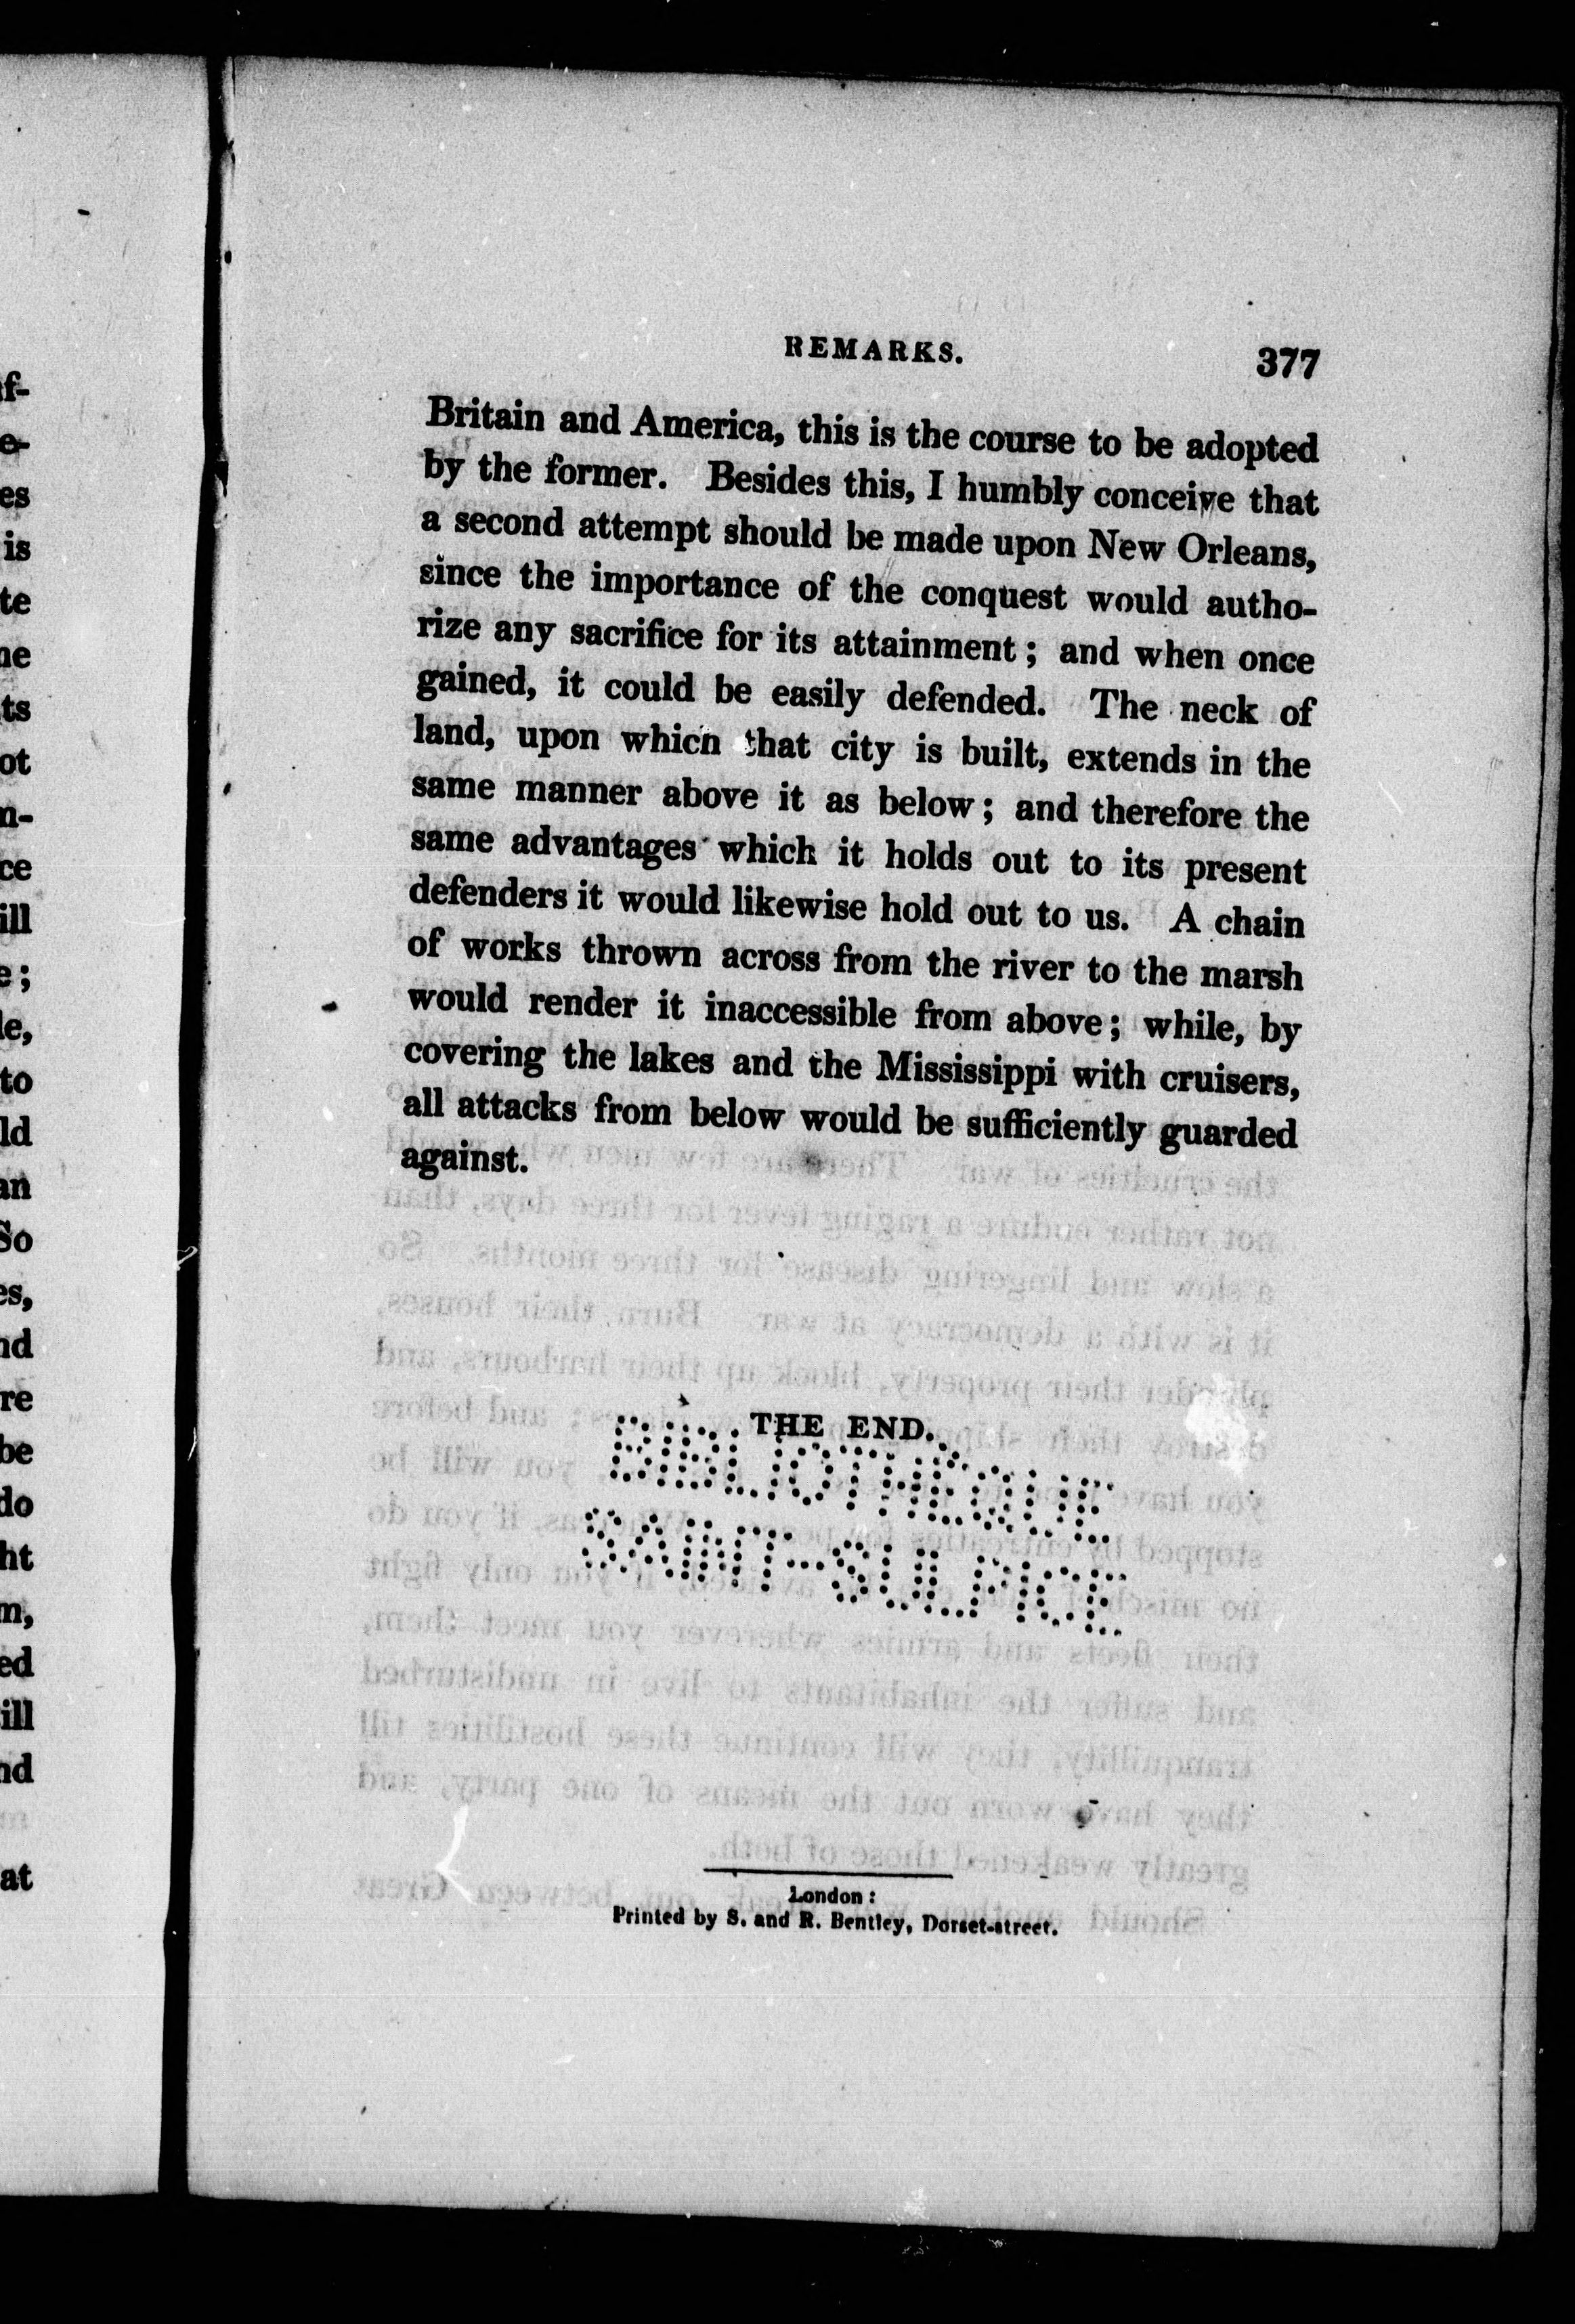 REMARKS. 377
Britain and America, this is the course to be adopted
by the former. Besides this, I humbly conceive that
a second attempt should be made upon New Orleans,
since the importance of the conquest would autho-
rize any sacrifice for its attainment; and when once
gained, it could be easily defended. The neck of
land, upon which that city is built, extends in the
same manner above it as below; and therefore the
same advantages which it holds out to its present
defenders it would likewise hold out to us. A chain
of works thrown across from the river to the marsh
would render it inaccessible from above; while, by
covering the lakes and the Mississippi with cruisers,
all attacks from below would be sufficiently guarded
against.
THE END.
BIBLIOTHEQUE
SAINT-SULPICE
London:
Printed by S. and R. Bentley, Dorset-street.